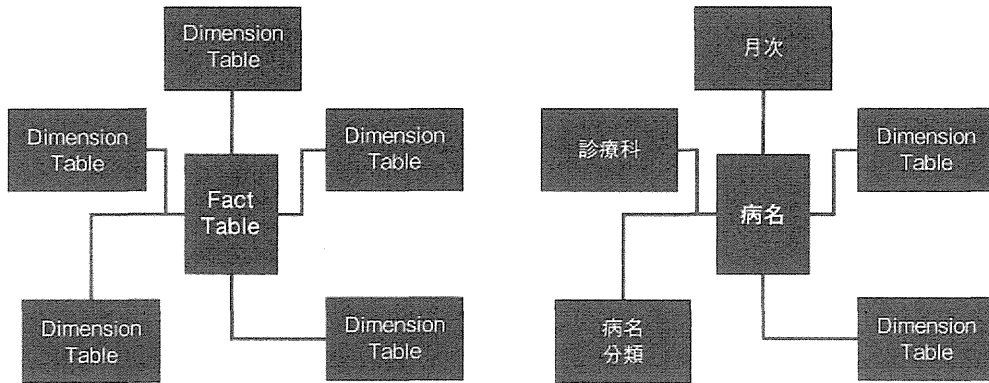 Dimension
Table
Dimension
Table
Dimension
Table
Fact
Table
Dimension
Table
Dimension
Table
月次
診療科
Dimension
Table
病名
病名
分類
Dimension
Table